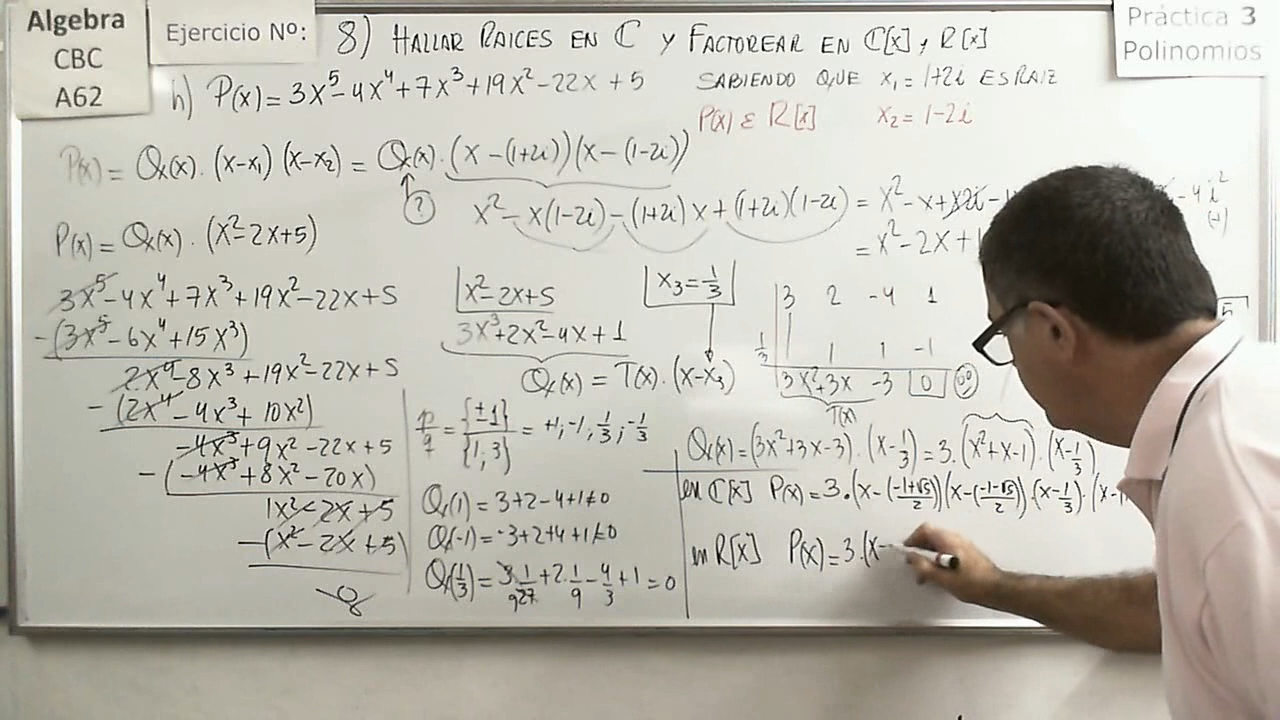 Algebra
CBC
A62
Ejercicio Nº:
8) HALLAR RAICES EN ℂ Y FACTOREAR EN ℂ[x] y R[x]
Práctica 3
Polinomios
h) P(x) = 3x⁵ - 4x⁴ + 7x³ + 19x² - 22x + 5
SABIENDO QUE x₁ = 1+2i ES RAIZ
P(x) ε R[x] x₂ = 1-2i
P(x) = Q(x) . (x-x₁) (x-x₂) = Q(x) . (x - (1+2i)) (x - (1-2i))
?
x² - x(1-2i) - (1+2i) x + (1+2i)(1-2i) = x² - x + x2i -
- 4i²
(-1)
= x² - 2x +
P(x) = Q(x) . (x² - 2x + 5)
3x⁵ - 4x⁴ + 7x³ + 19x² - 22x + 5
x² - 2x + 5
-(3x⁵ - 6x⁴ + 15x³)
3x³ + 2x² - 4x + 1
2x⁴ - 8x³ + 19x² - 22x + 5
-(2x⁴ - 4x³ + 10x²)
-4x³ + 9x² - 22x + 5
-(-4x³ + 8x² - 20x)
1x² - 2x + 5
-(x² - 2x + 5)
0
x₃ = 1/3
Q(x) = T(x) . (x - x₃)
3 2 -4 1
1/3 1 1 -1
3x² + 3x -3 0
T(x)
p/q = {±1}/{1; 3} = +1; -1; 1/3; -1/3
Q(1) = 3 + 2 - 4 + 1 ≠ 0
Q(-1) = -3 + 2 + 4 + 1 ≠ 0
Q(1/3) = 3 . 1/27 + 2 . 1/9 - 4/3 + 1 = 0
9
Q(x) = (3x² + 3x - 3) . (x - 1/3) = 3 . (x² + x - 1) . (x - 1/3)
en ℂ[x] P(x) = 3 . (x - (-1+√5)/2) (x - (-1-√5)/2) . (x - 1/3) . (x - 1
en R[x] P(x) = 3 . (x -